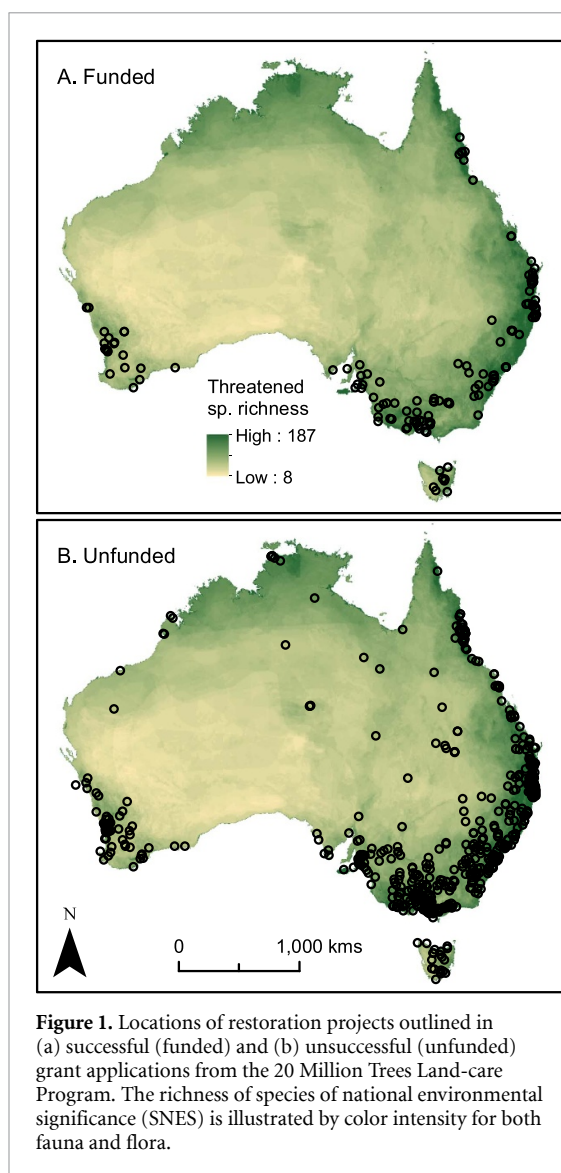 A. Funded
Threatened
sp. richness
High : 187
Low : 8
B. Unfunded
N
0 1,000 kms
Figure 1. Locations of restoration projects outlined in
(a) successful (funded) and (b) unsuccessful (unfunded)
grant applications from the 20 Million Trees Land-care
Program. The richness of species of national environmental
significance (SNES) is illustrated by color intensity for both
fauna and flora.